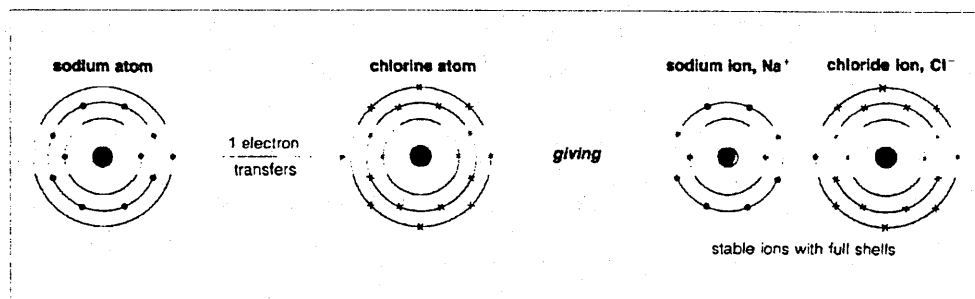 sodium atom
chlorine atom
sodium ion, Na⁺
chloride ion, Cl⁻
1 electron
transfers
giving
stable ions with full shells